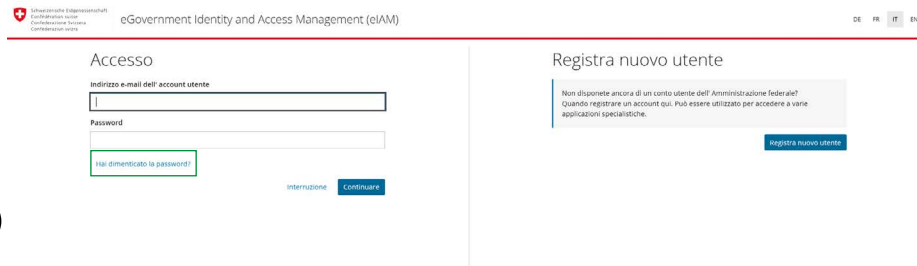 Schweizerische Eidgenossenschaft
Confédération suisse
Confederazione Svizzera
Confederaziun svizra
eGovernment Identity and Access Management (eIAM)
DE FR IT EN
Accesso
Indirizzo e-mail dell' account utente
Password
Hai dimenticato la password?
Interruzione Continuare
Registra nuovo utente
Non disponete ancora di un conto utente dell' Amministrazione federale?
Quando registrare un account qui. Può essere utilizzato per accedere a varie
applicazioni specialistiche.
Registra nuovo utente